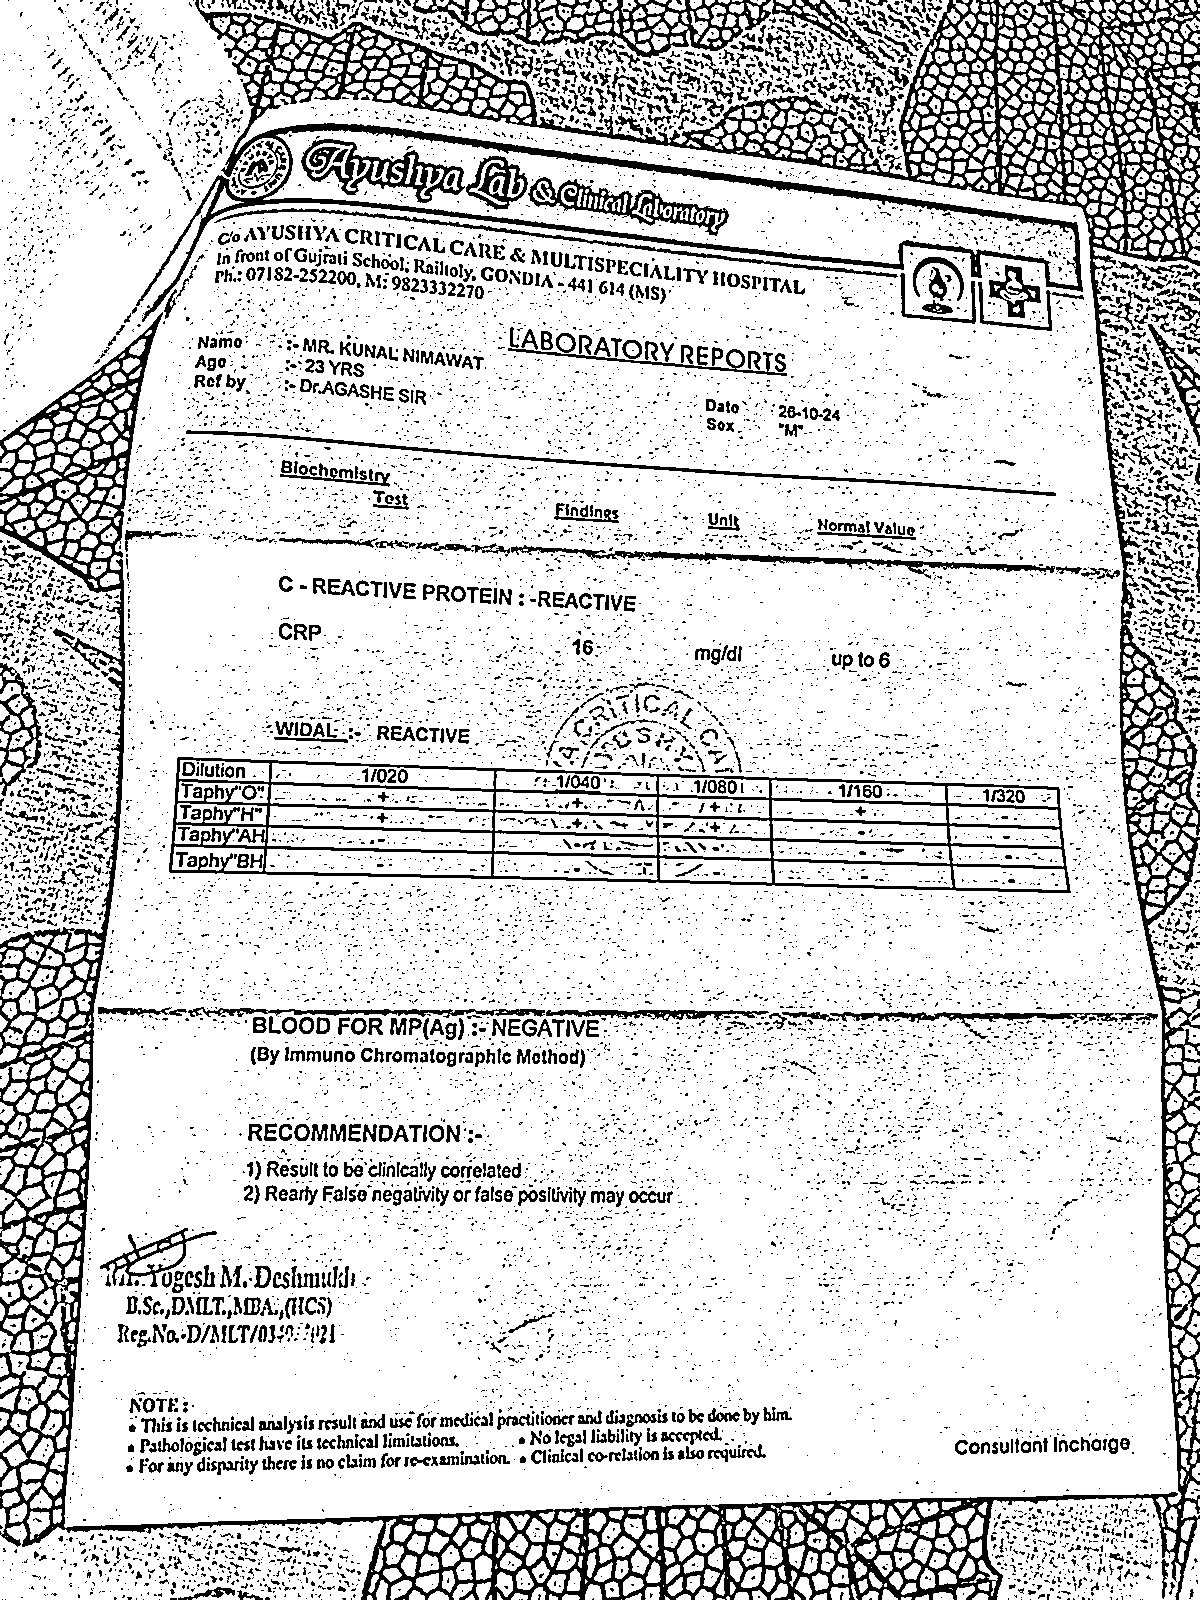 Ayushya Lab & Clinical Laboratory
C/o AYUSHYA CRITICAL CARE & MULTISPECIALITY HOSPITAL
In front of Gujrati School, Railtoly, GONDIA - 441 614 (MS)
Ph.: 07182-252200, M: 9823332270
LABORATORY REPORTS
Name :- MR. KUNAL NIMAWAT
Age :- 23 YRS
Ref by :- Dr.AGASHE SIR
Date 26-10-24
Sex "M"
Biochemistry
Test Findings Unit Normal Value
C - REACTIVE PROTEIN : -REACTIVE
CRP 16 mg/dl up to 6
A CRITICAL CA
WIDAL :- REACTIVE
Dilution 1/020 1/040 1/080 1/160 1/320
Taphy"O" + + + + -
Taphy"H" + + + - -
Taphy"AH - - - - -
Taphy"BH - - - - -
BLOOD FOR MP(Ag) :- NEGATIVE
(By Immuno Chromatographic Method)
RECOMMENDATION :-
1) Result to be clinically correlated
2) Rearly False negativity or false positivity may occur
Yogesh M. Deshmukh
B.Sc.,DMLT.,MBA.,(HCS)
Reg.No.-D/MLT/
NOTE :
• This is technical analysis result and use for medical practitioner and diagnosis to be done by him.
• Pathological test have its technical limitations. • No legal liability is accepted.
• For any disparity there is no claim for re-examination. • Clinical co-relation is also required.
Consultant Incharge